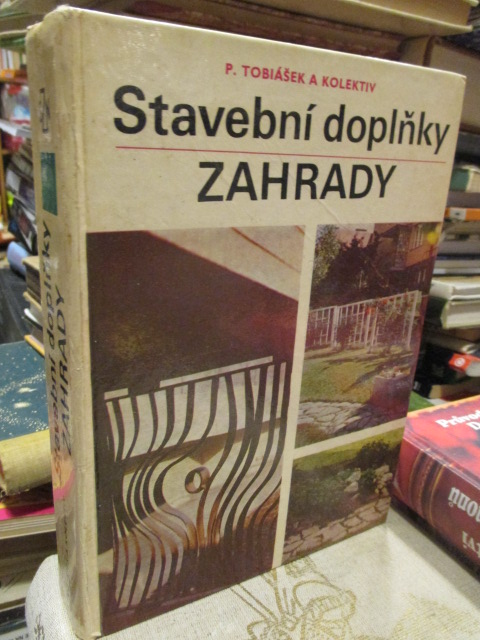 P. TOBIÁŠEK A KOLEKTIV
Stavební doplňky
ZAHRADY
Stavební doplňky
ZAHRADY